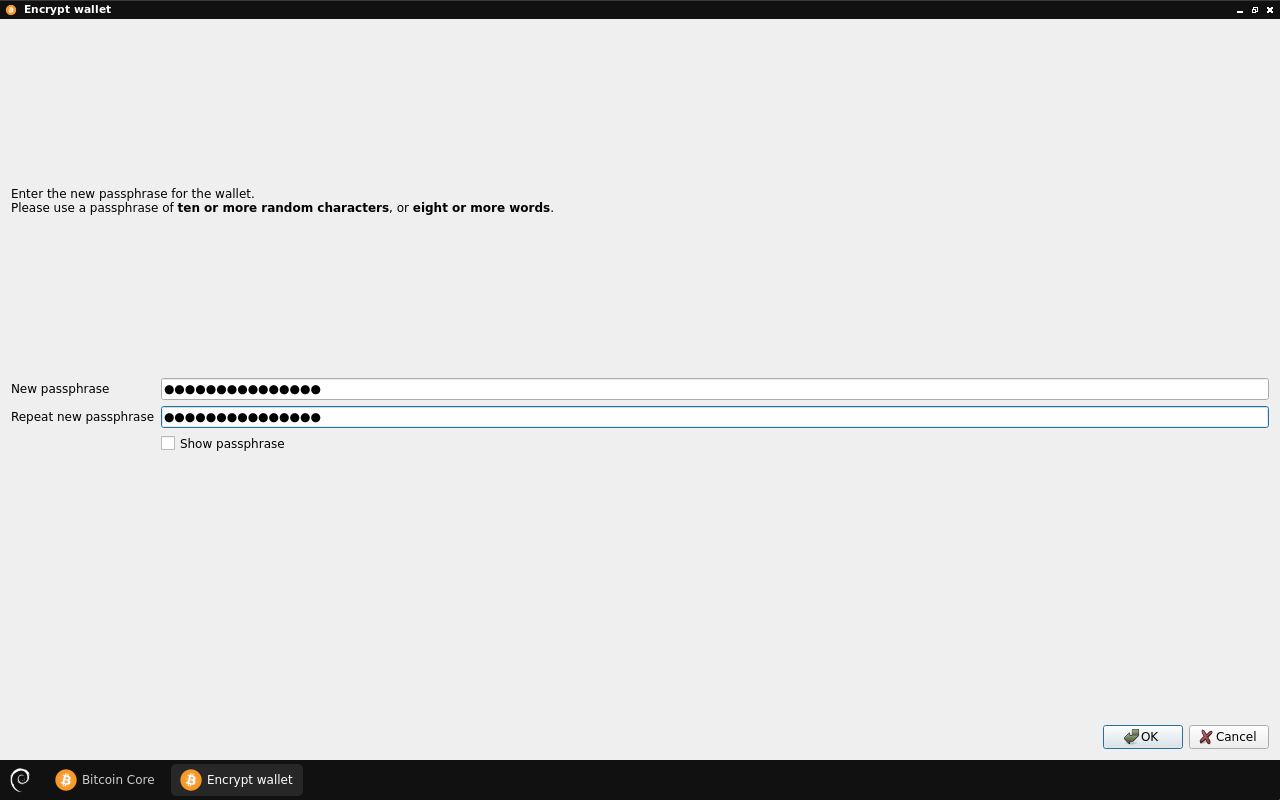 Encrypt wallet
Enter the new passphrase for the wallet.
Please use a passphrase of ten or more random characters, or eight or more words.
New passphrase ●●●●●●●●●●●●●●●
Repeat new passphrase ●●●●●●●●●●●●●●●
Show passphrase
OK Cancel
Bitcoin Core Encrypt wallet